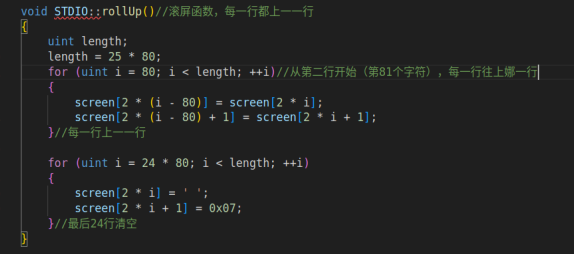 void STDIO::rollUp()//滚屏函数，每一行都上一一行
{
    uint length;
    length = 25 * 80;
    for (uint i = 80; i < length; ++i)//从第二行开始（第81个字符），每一行往上娜一行
    {
        screen[2 * (i - 80)] = screen[2 * i];
        screen[2 * (i - 80) + 1] = screen[2 * i + 1];
    }//每一行上一一行

    for (uint i = 24 * 80; i < length; ++i)
    {
        screen[2 * i] = ' ';
        screen[2 * i + 1] = 0x07;
    }//最后24行清空
}